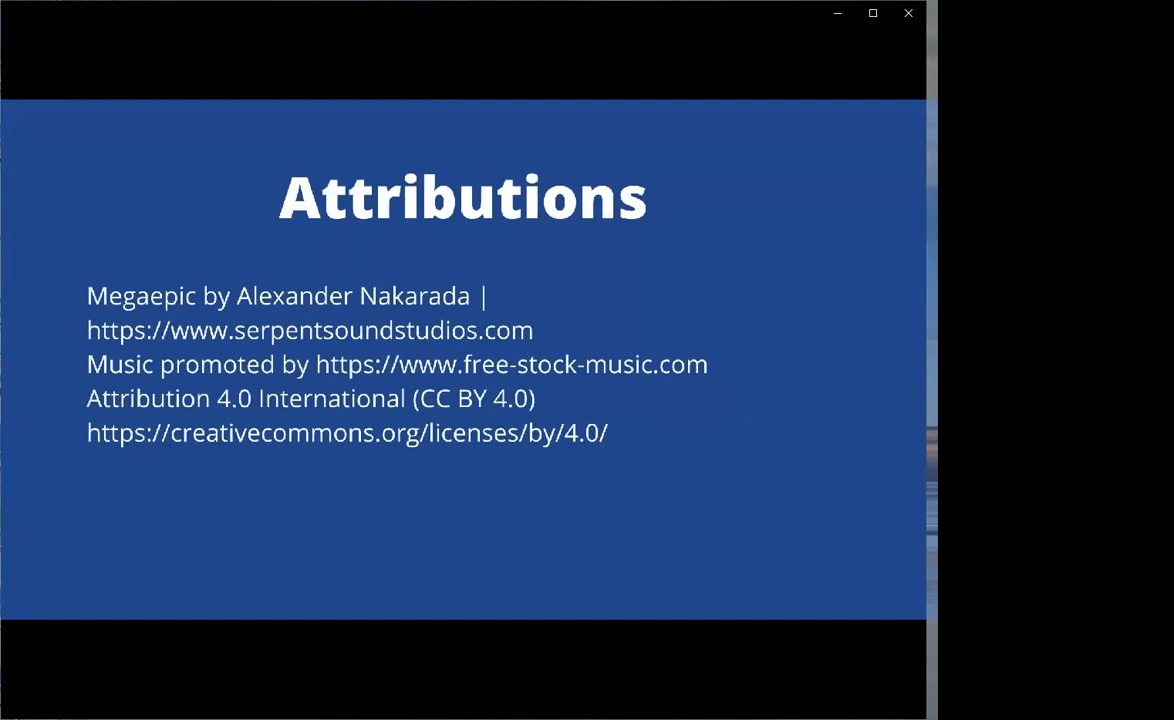 Attributions
Megaepic by Alexander Nakarada |
https://www.serpentsoundstudios.com
Music promoted by https://www.free-stock-music.com
Attribution 4.0 International (CC BY 4.0)
https://creativecommons.org/licenses/by/4.0/